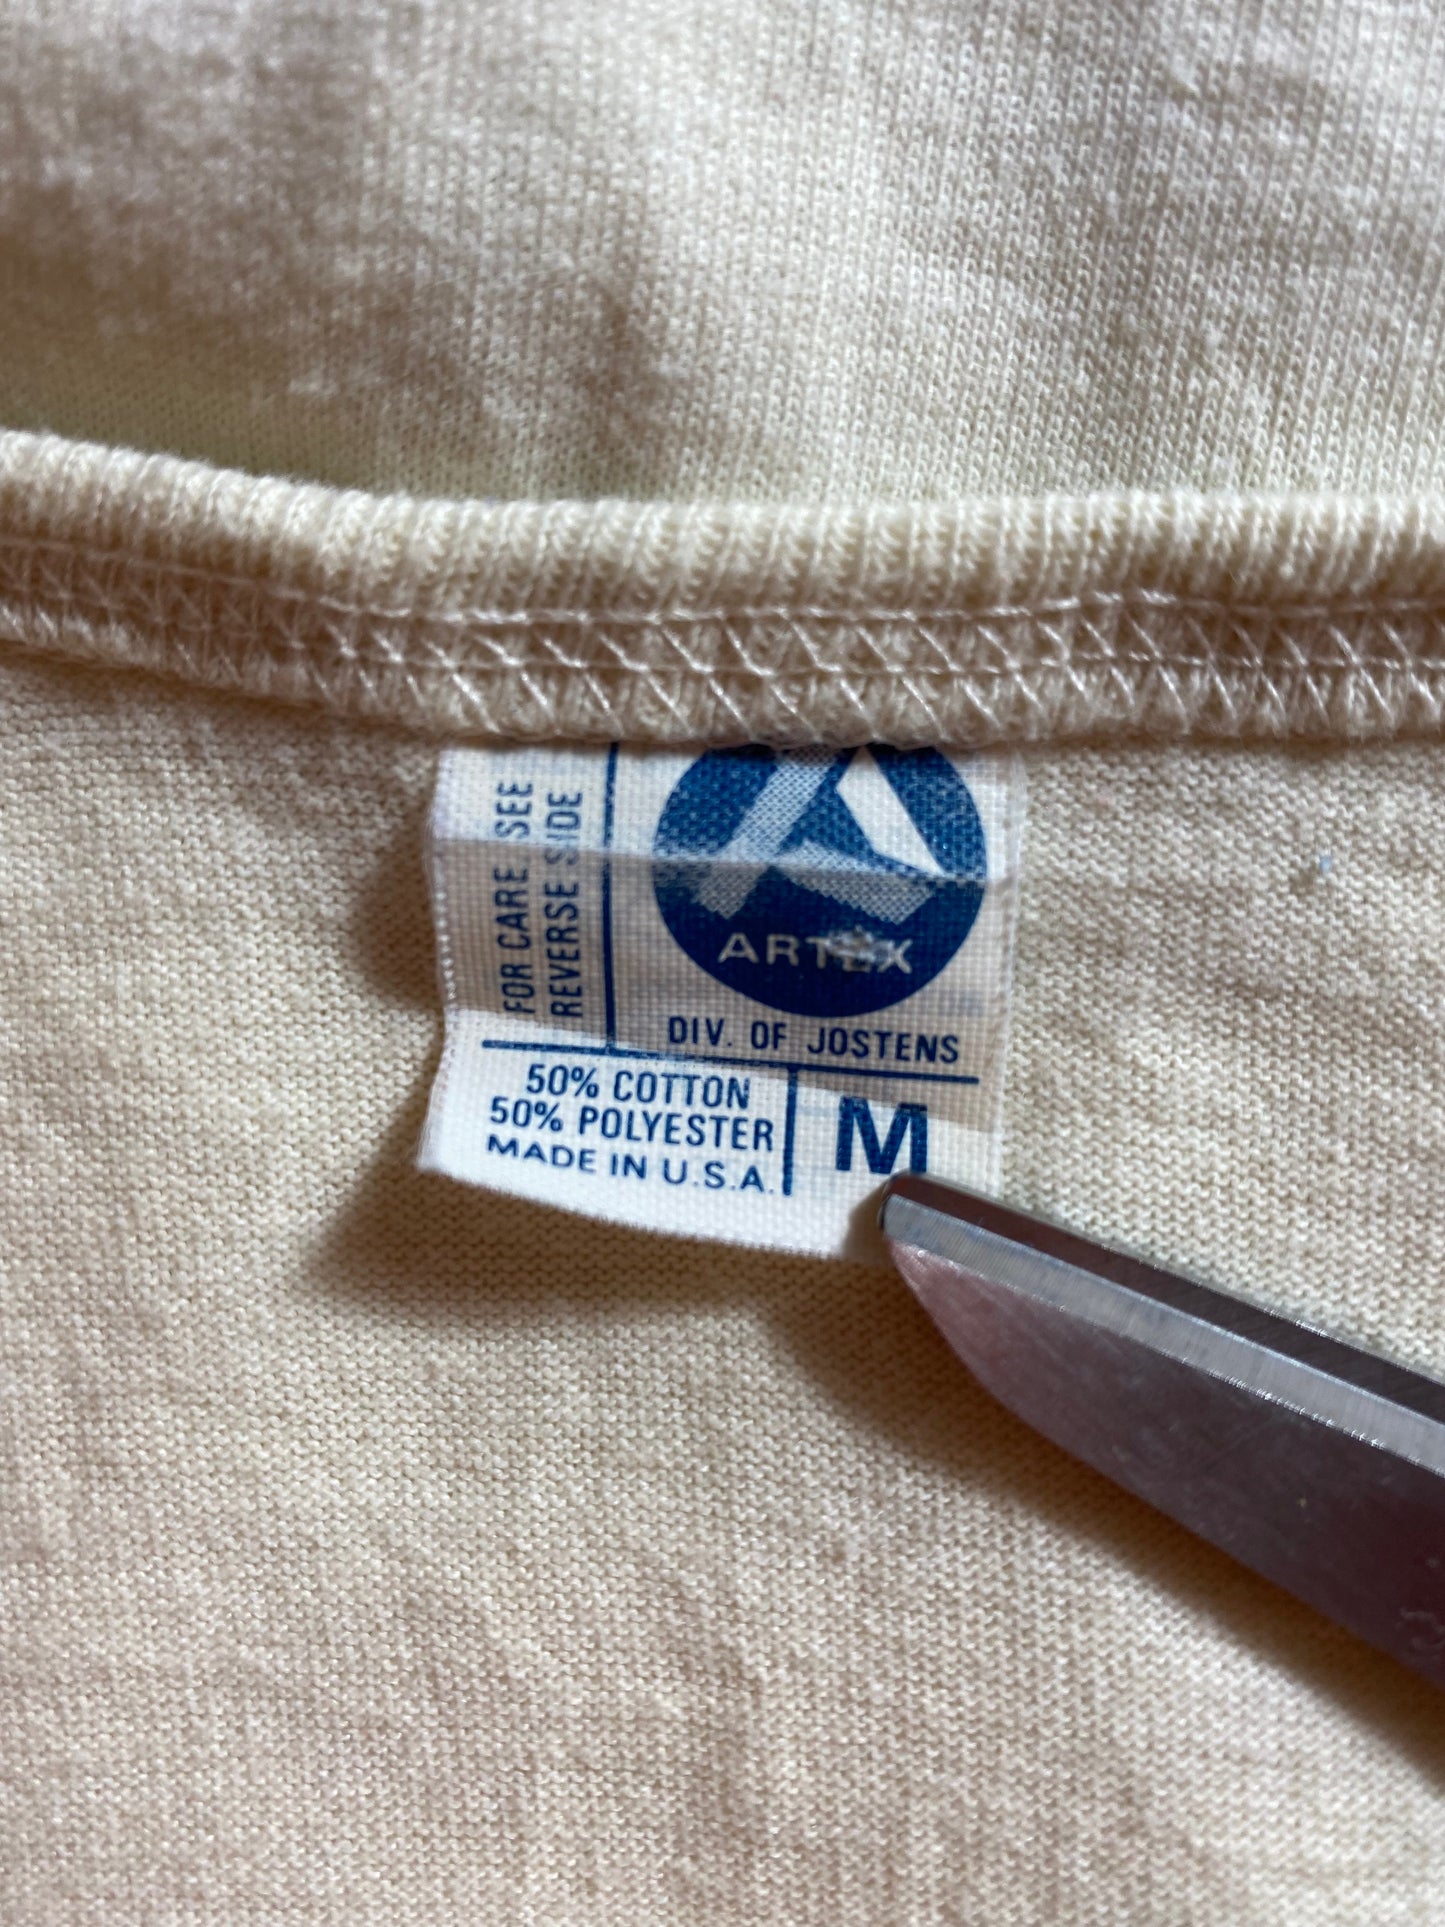 FOR CARE SEE
REVERSE SIDE
ARTEX
DIV. OF JOSTENS
50% COTTON
50% POLYESTER
MADE IN U.S.A.
M